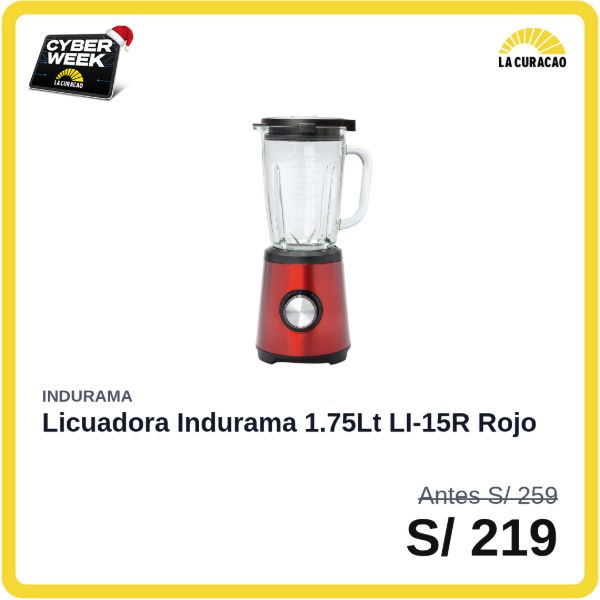 CYBER
WEEK
LA CURACAO
LA CURACAO
INDURAMA
Licuadora Indurama 1.75Lt LI-15R Rojo
Antes S/ 259
S/ 219